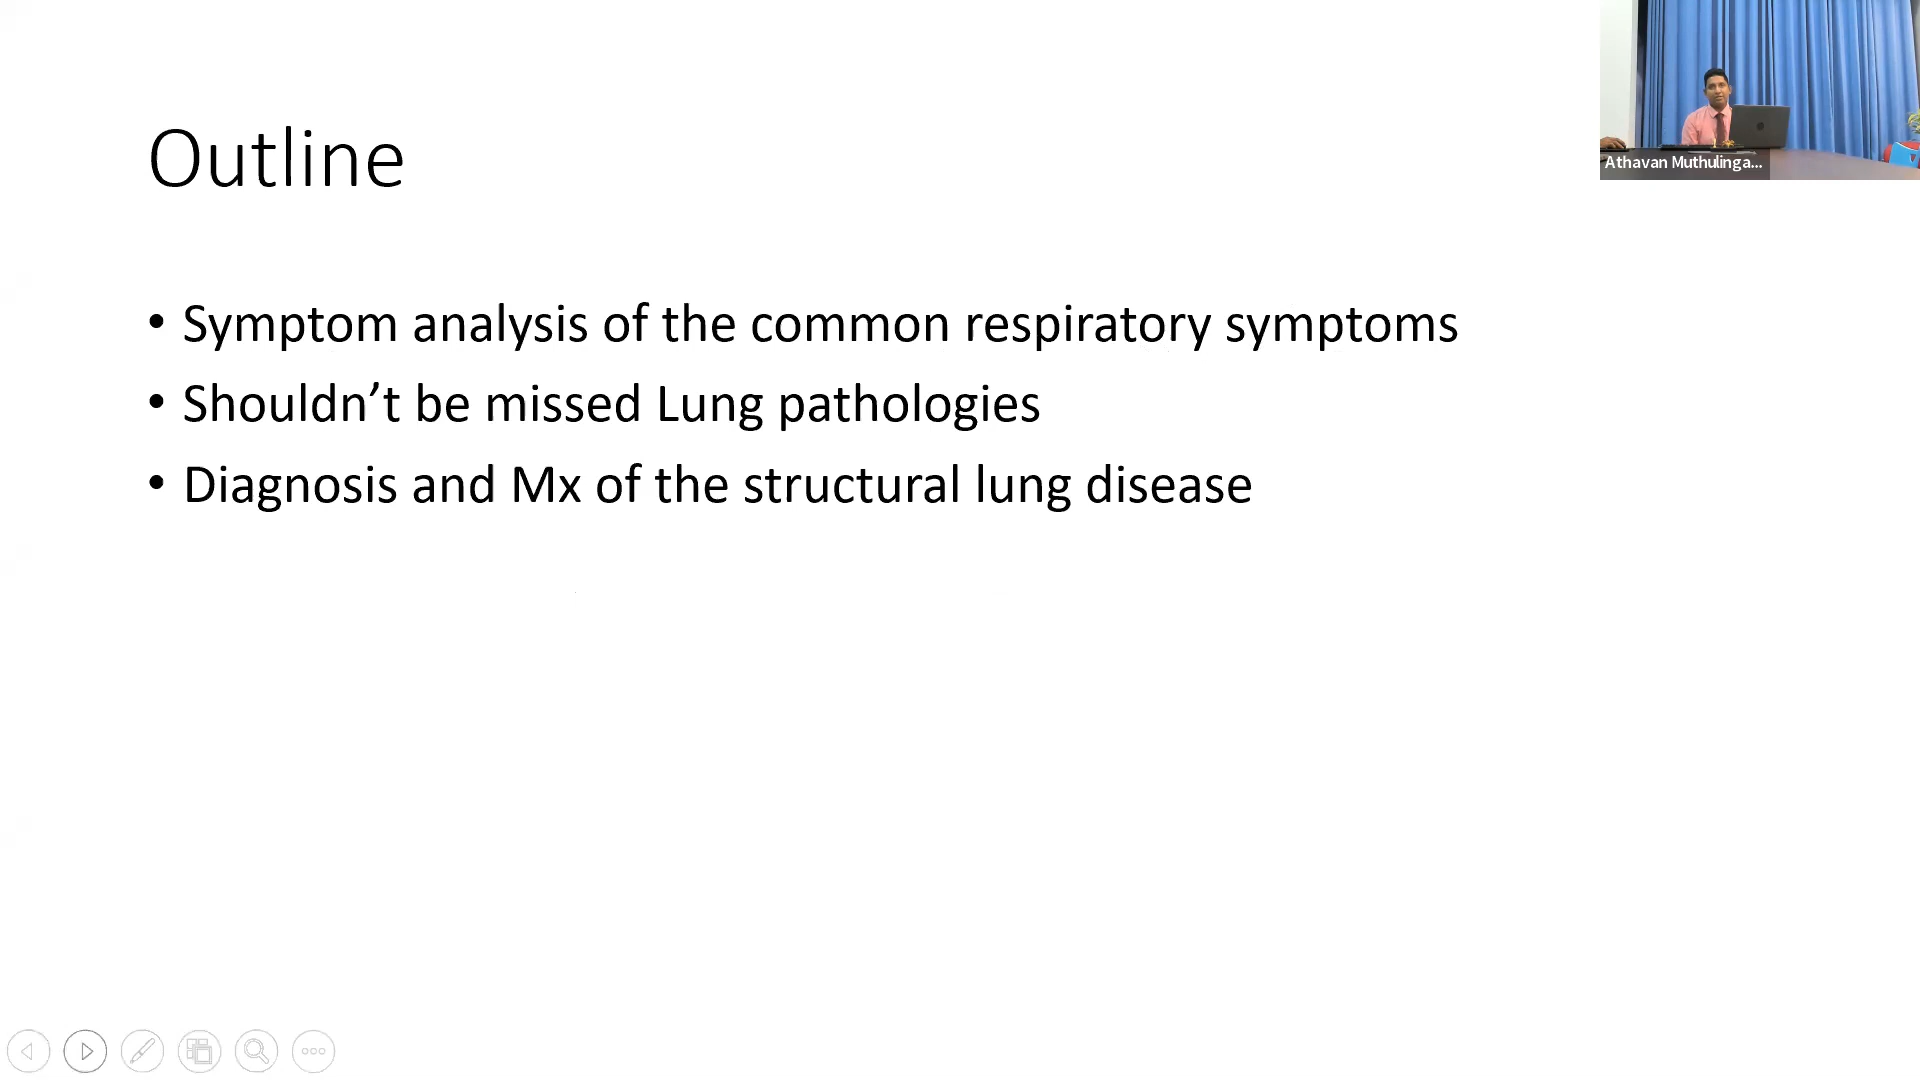 Outline
• Symptom analysis of the common respiratory symptoms
• Shouldn’t be missed Lung pathologies
• Diagnosis and Mx of the structural lung disease
Athavan Muthulinga...